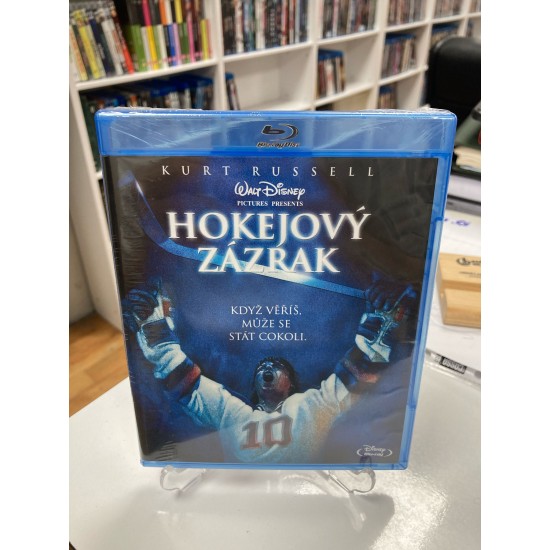 Blu-ray Disc
KURT RUSSELL
WALT DISNEY
PICTURES PRESENTS
HOKEJOVÝ
ZÁZRAK
KDYŽ VĚŘÍŠ,
MŮŽE SE
STÁT COKOLI.
10
Disney
Blu-ray